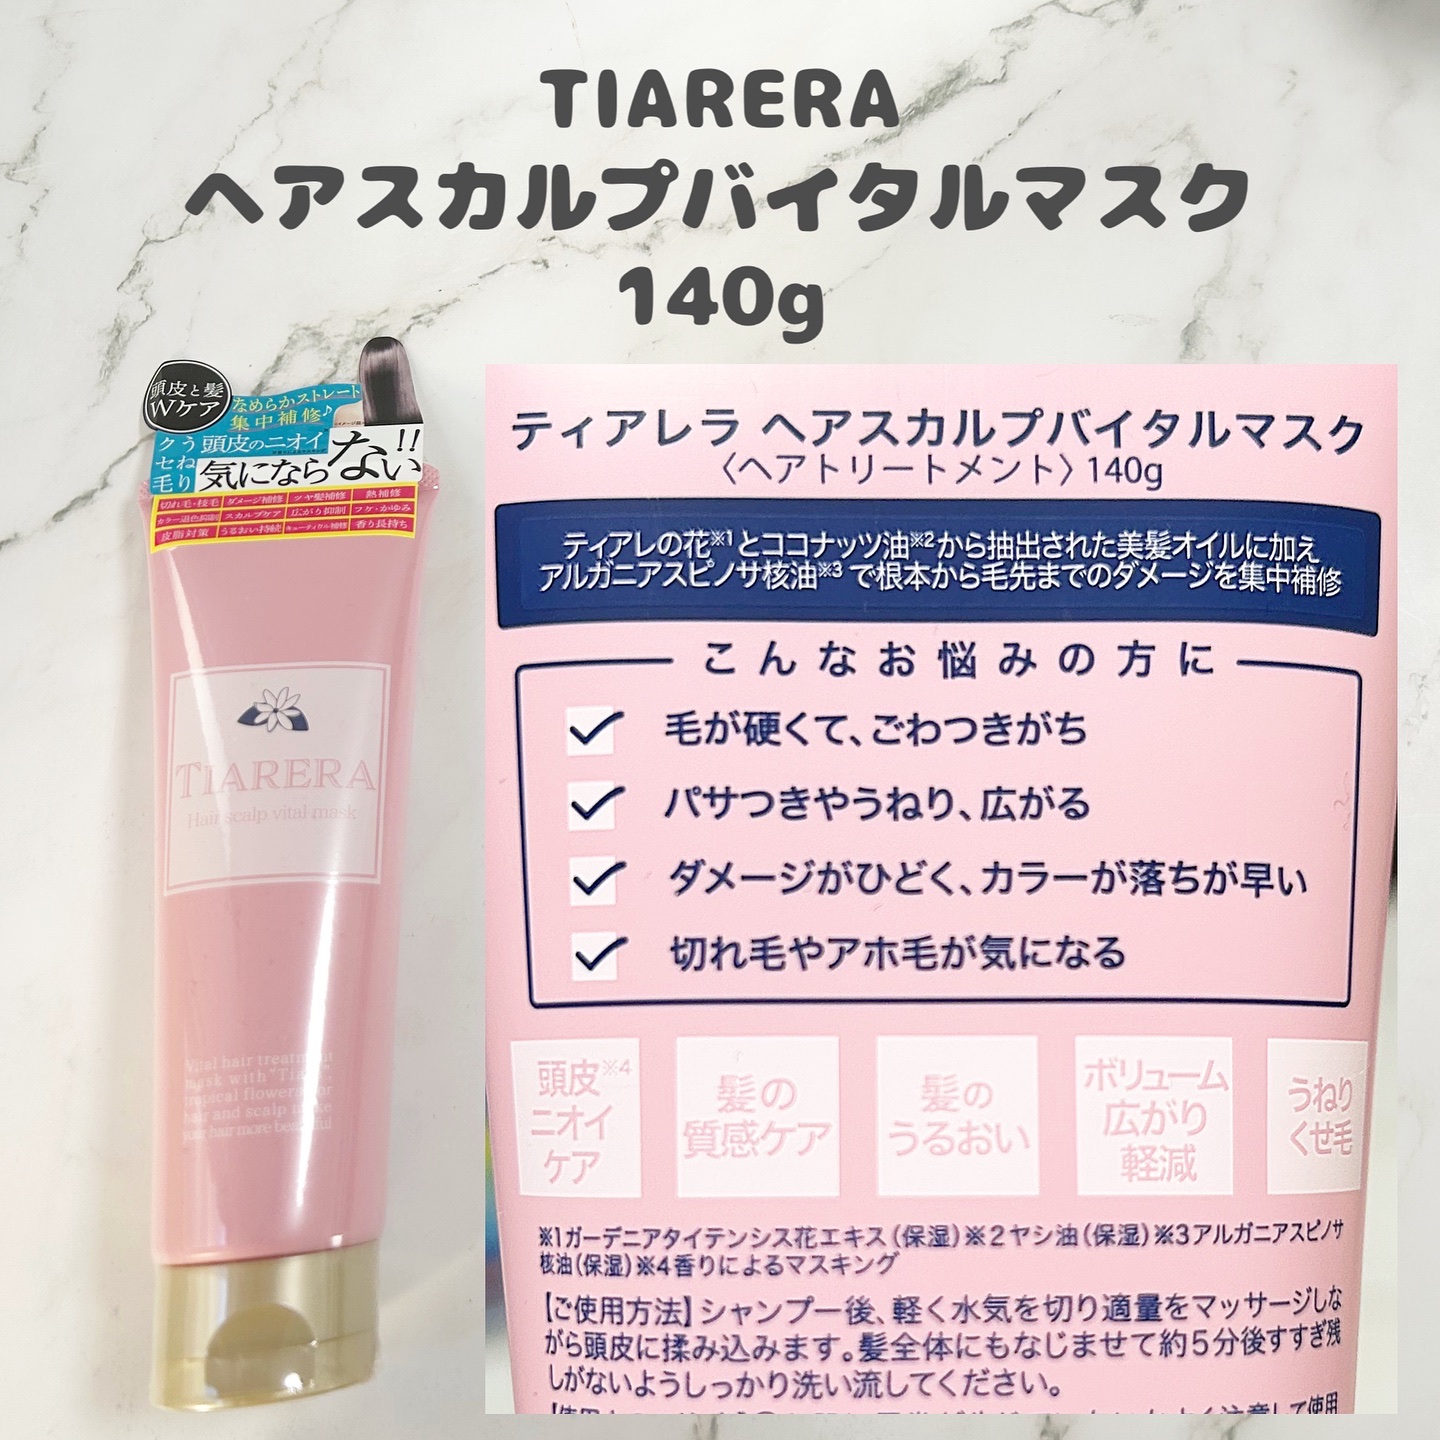 TIARERA
ヘアスカルプバイタルマスク
140g
頭皮と髪
Wケア
なめらかストレート
集中補修♪
うねり
クセ毛
頭皮のニオイ
気にならない!!
切れ毛・枝毛 ダメージ補修 ツヤ髪補修 熱補修
カラー退色抑制 スカルプケア 広がり抑制 フケ・かゆみ
皮脂対策 うるおい持続 キューティクル補修 香り長持ち
TIARERA
Hair scalp vital mask
Vital hair treatment
mask with "Tiare"
tropical flowers for
hair and scalp make
your hair more beautiful
ティアレラ ヘアスカルプバイタルマスク
〈ヘアトリートメント〉140g
ティアレの花※1とココナッツ油※2から抽出された美髪オイルに加え
アルガニアスピノサ核油※3で根本から毛先までのダメージを集中補修
こんなお悩みの方に
毛が硬くて、ごわつきがち
パサつきやうねり、広がる
ダメージがひどく、カラーが落ちが早い
切れ毛やアホ毛が気になる
頭皮※4
ニオイ
ケア
髪の
質感ケア
髪の
うるおい
ボリューム
広がり
軽減
うねり
くせ毛
※1ガーデニアタイテンシス花エキス(保湿)※2ヤシ油(保湿)※3アルガニアスピノサ
核油(保湿)※4香りによるマスキング
【ご使用方法】シャンプー後、軽く水気を切り適量をマッサージしな
がら頭皮に揉み込みます。髪全体にもなじませて約5分後すすぎ残
しがないようしっかり洗い流してください。